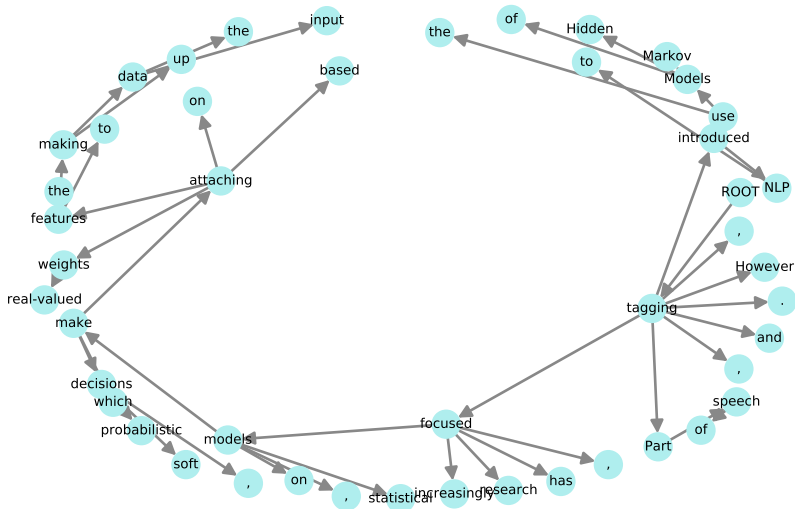 the
input
of
Hidden
up
the
Markov
to
based
data
Models
on
use
to
introduced
making
attaching
ROOT
NLP
the
features
,
weights
However
real-valued
.
tagging
make
and
,
decisions
which
speech
focused
probabilistic
of
models
Part
soft
,
on
has
,
,
statistical
increasingly
research